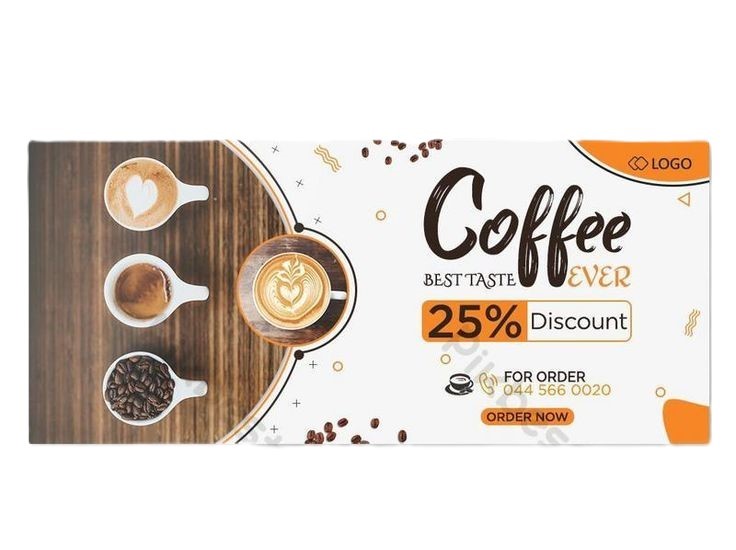 LOGO
Coffee
BEST TASTE EVER
25% Discount
FOR ORDER
044 566 0020
ORDER NOW